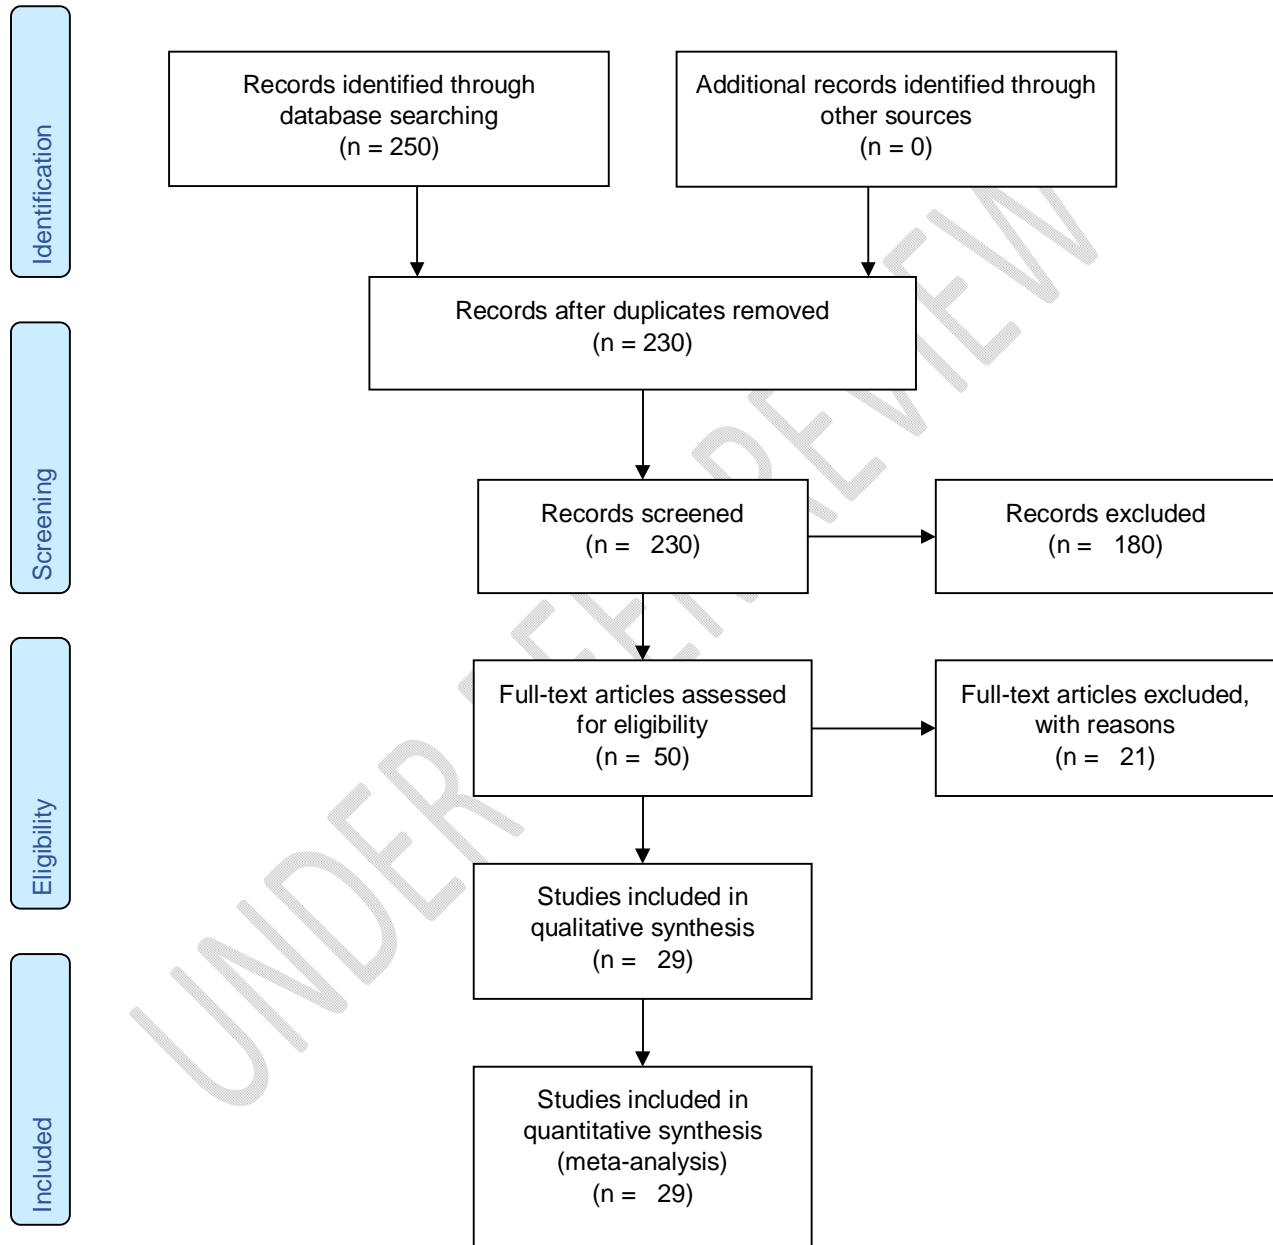 Identification
Records identified through
database searching
(n = 250)
Additional records identified through
other sources
(n = 0)
Records after duplicates removed
(n = 230)
Screening
Records screened
(n =   230)
Records excluded
(n =   180)
Eligibility
Full-text articles assessed
for eligibility
(n =  50)
Full-text articles excluded,
with reasons
(n =   21)
Studies included in
qualitative synthesis
(n =   29)
Included
Studies included in
quantitative synthesis
(meta-analysis)
(n =   29)
UNDER PEER REVIEW